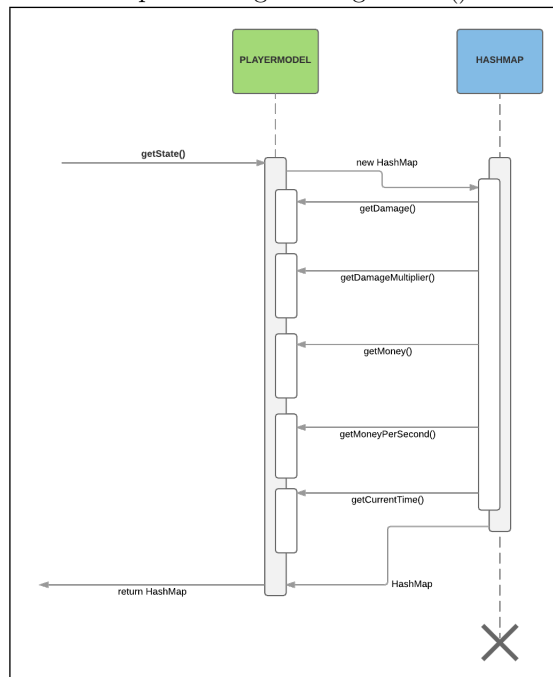 PLAYERMODEL
HASHMAP
getState()
new HashMap
getDamage()
getDamageMultiplier()
getMoney()
getMoneyPerSecond()
getCurrentTime()
HashMap
return HashMap